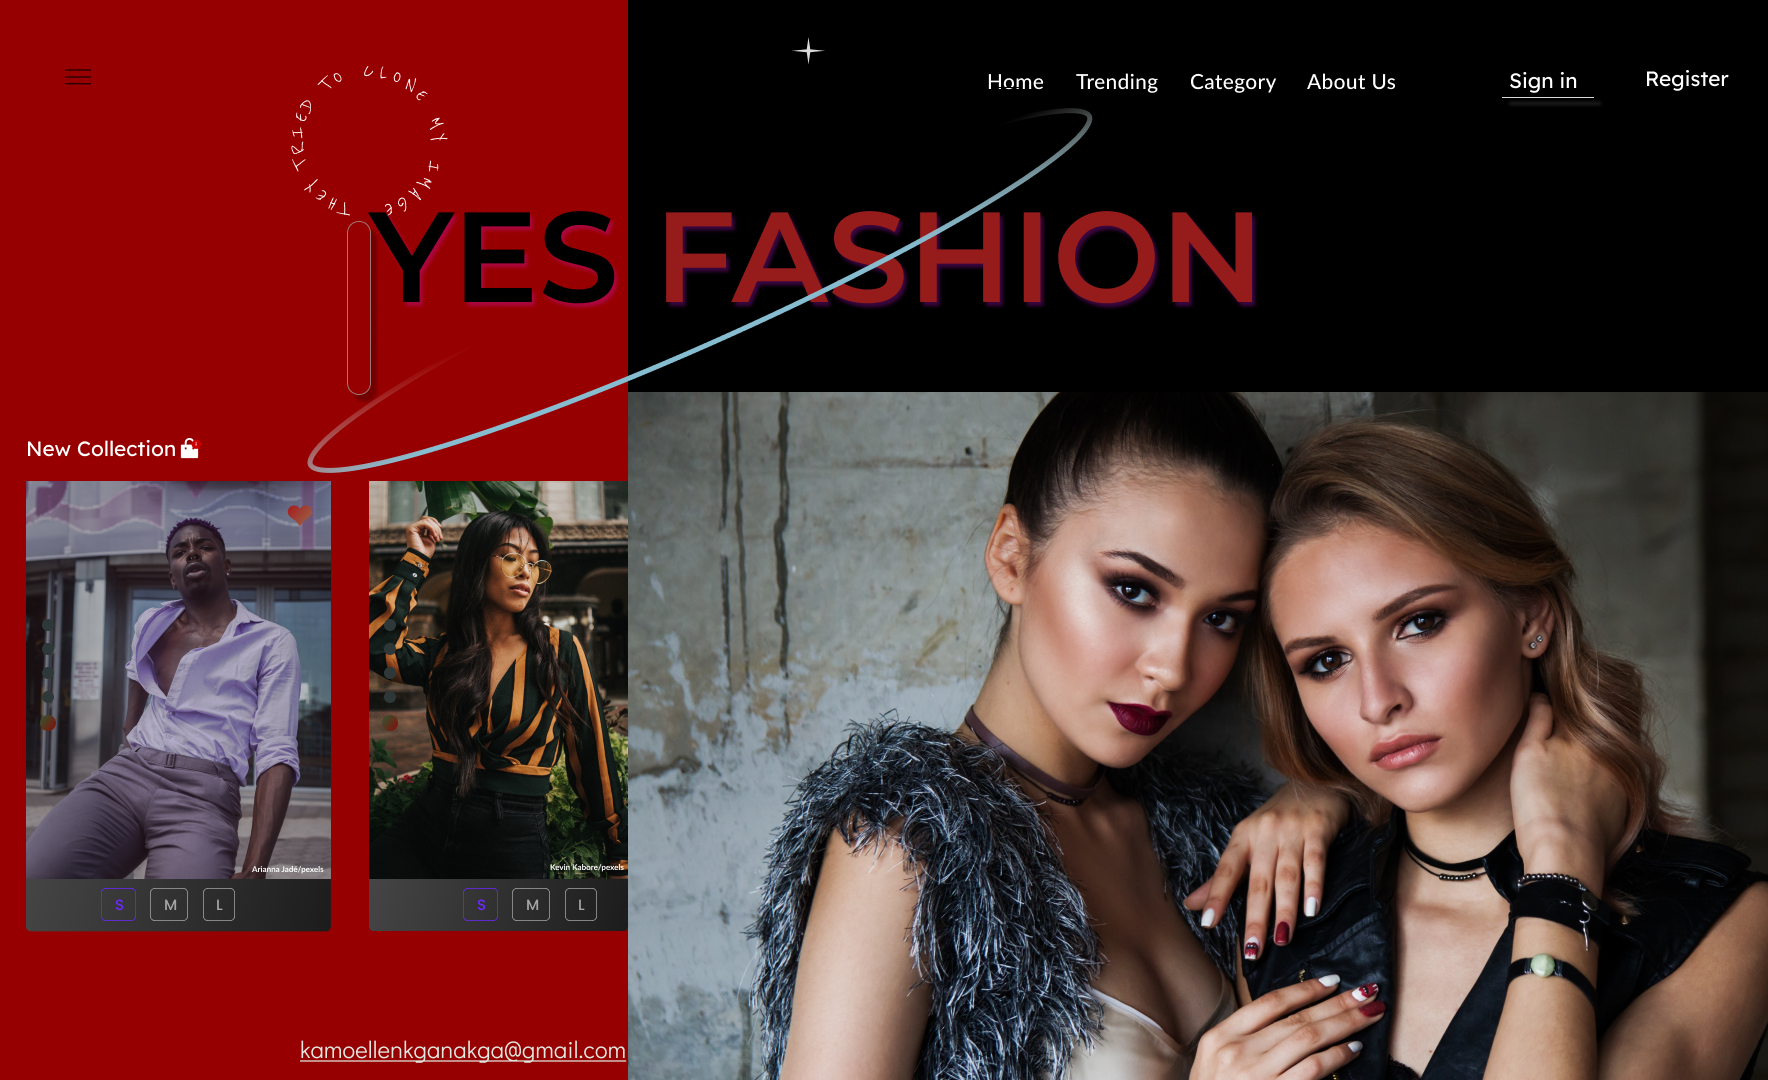 THEY TRIED TO CLONE MY IMAGE
Home Trending Category About Us Sign in Register
YES FASHION
New Collection
Arianna Jadé/pexels
Kevin Kabore/pexels
S M L
S M L
kamoellenkganakga@gmail.com